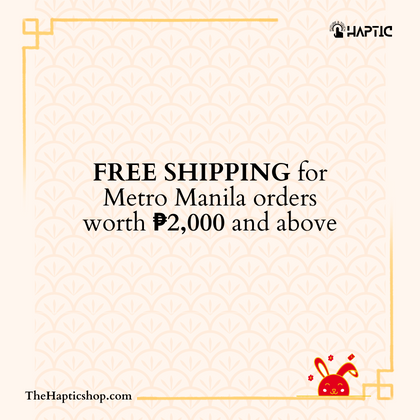 HAPTIC
FREE SHIPPING for
Metro Manila orders
worth ₱2,000 and above
TheHapticshop.com